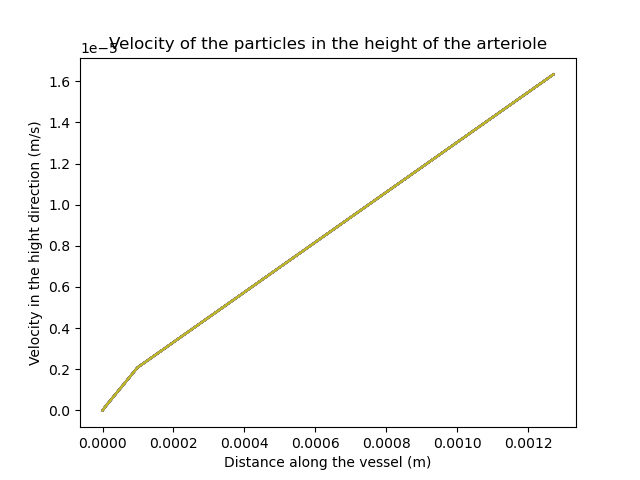 Velocity of the particles in the height of the arteriole
1e−5
1.6
1.4
1.2
1.0
0.8
0.6
0.4
0.2
0.0
Velocity in the hight direction (m/s)
0.0000 0.0002 0.0004 0.0006 0.0008 0.0010 0.0012
Distance along the vessel (m)